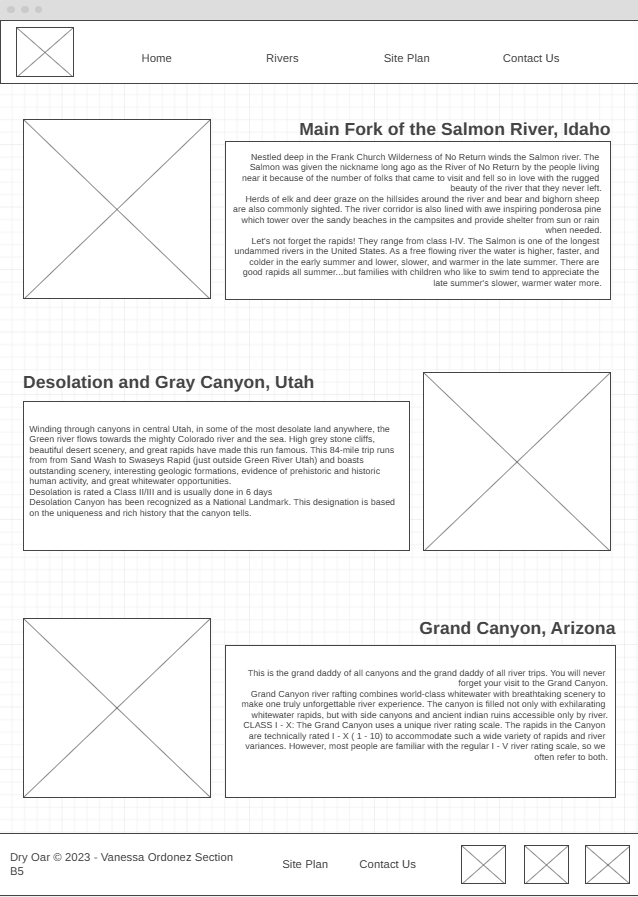 Home Rivers Site Plan Contact Us
Main Fork of the Salmon River, Idaho
Nestled deep in the Frank Church Wilderness of No Return winds the Salmon river. The
Salmon was given the nickname long ago as the River of No Return by the people living
near it because of the number of folks that came to visit and fell so in love with the rugged
beauty of the river that they never left.
Herds of elk and deer graze on the hillsides around the river and bear and bighorn sheep
are also commonly sighted. The river corridor is also lined with awe inspiring ponderosa pine
which tower over the sandy beaches in the campsites and provide shelter from sun or rain
when needed.
Let's not forget the rapids! They range from class I-IV. The Salmon is one of the longest
undammed rivers in the United States. As a free flowing river the water is higher, faster, and
colder in the early summer and lower, slower, and warmer in the late summer. There are
good rapids all summer...but families with children who like to swim tend to appreciate the
late summer's slower, warmer water more.
Desolation and Gray Canyon, Utah
Winding through canyons in central Utah, in some of the most desolate land anywhere, the
Green river flows towards the mighty Colorado river and the sea. High grey stone cliffs,
beautiful desert scenery, and great rapids have made this run famous. This 84-mile trip runs
from from Sand Wash to Swaseys Rapid (just outside Green River Utah) and boasts
outstanding scenery, interesting geologic formations, evidence of prehistoric and historic
human activity, and great whitewater opportunities.
Desolation is rated a Class II/III and is usually done in 6 days
Desolation Canyon has been recognized as a National Landmark. This designation is based
on the uniqueness and rich history that the canyon tells.
Grand Canyon, Arizona
This is the grand daddy of all canyons and the grand daddy of all river trips. You will never
forget your visit to the Grand Canyon.
Grand Canyon river rafting combines world-class whitewater with breathtaking scenery to
make one truly unforgettable river experience. The canyon is filled not only with exhilarating
whitewater rapids, but with side canyons and ancient indian ruins accessible only by river.
CLASS I - X: The Grand Canyon uses a unique river rating scale. The rapids in the Canyon
are technically rated I - X ( 1 - 10) to accommodate such a wide variety of rapids and river
variances. However, most people are familiar with the regular I - V river rating scale, so we
often refer to both.
Dry Oar © 2023 - Vanessa Ordonez Section
B5
Site Plan Contact Us